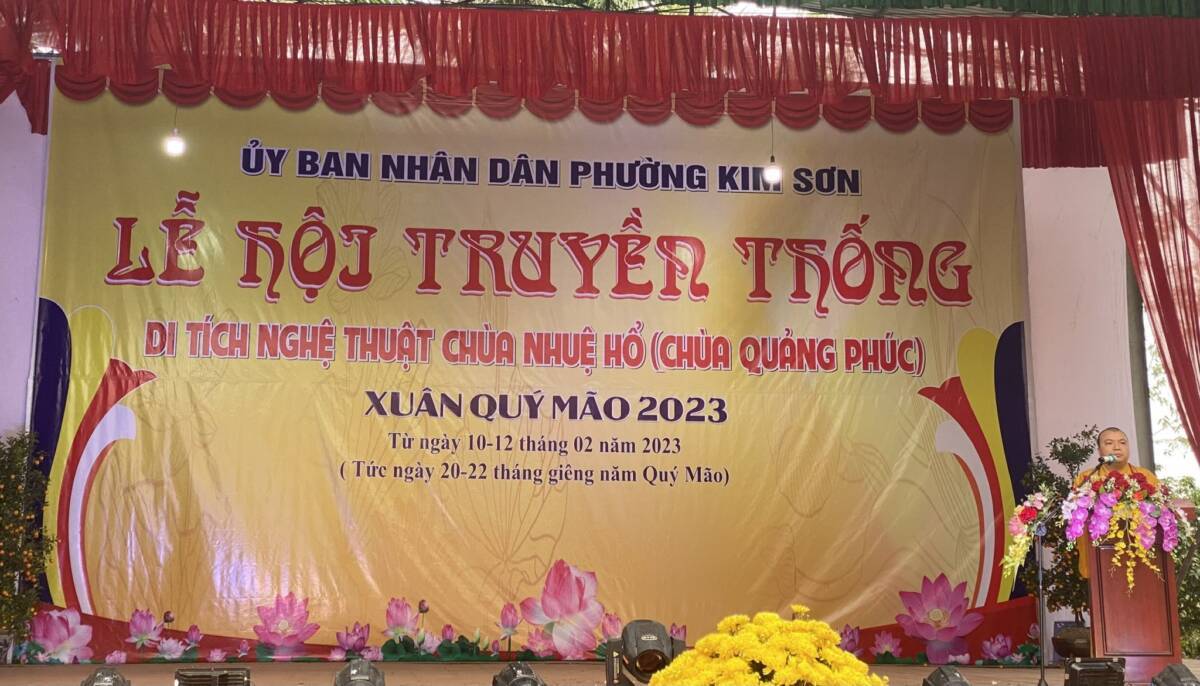 ỦY BAN NHÂN DÂN PHƯỜNG KIM SƠN
LỄ HỘI TRUYỀN THỐNG
DI TÍCH NGHỆ THUẬT CHÙA NHUỆ HỔ (CHÙA QUẢNG PHÚC)
XUÂN QUÝ MÃO 2023
Từ ngày 10-12 tháng 02 năm 2023
( Tức ngày 20-22 tháng giêng năm Quý Mão)